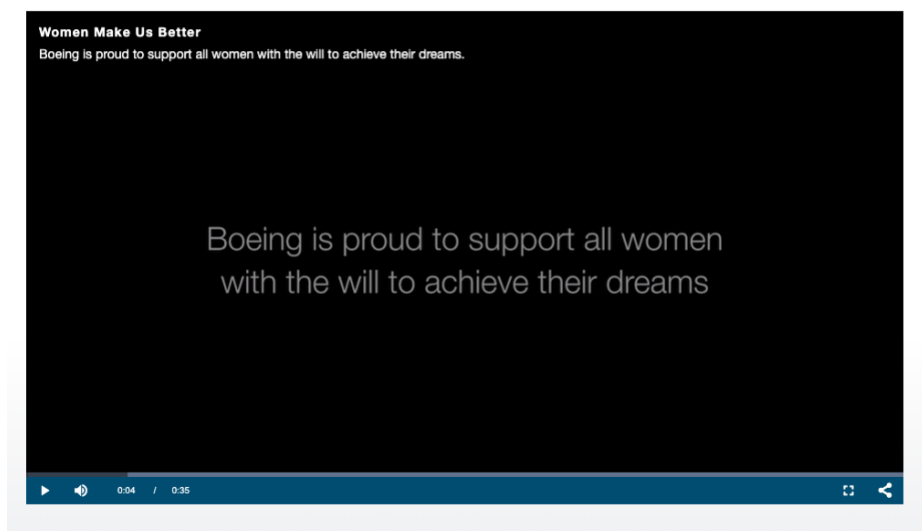 Women Make Us Better
Boeing is proud to support all women with the will to achieve their dreams.
Boeing is proud to support all women
with the will to achieve their dreams
0:04 / 0:35